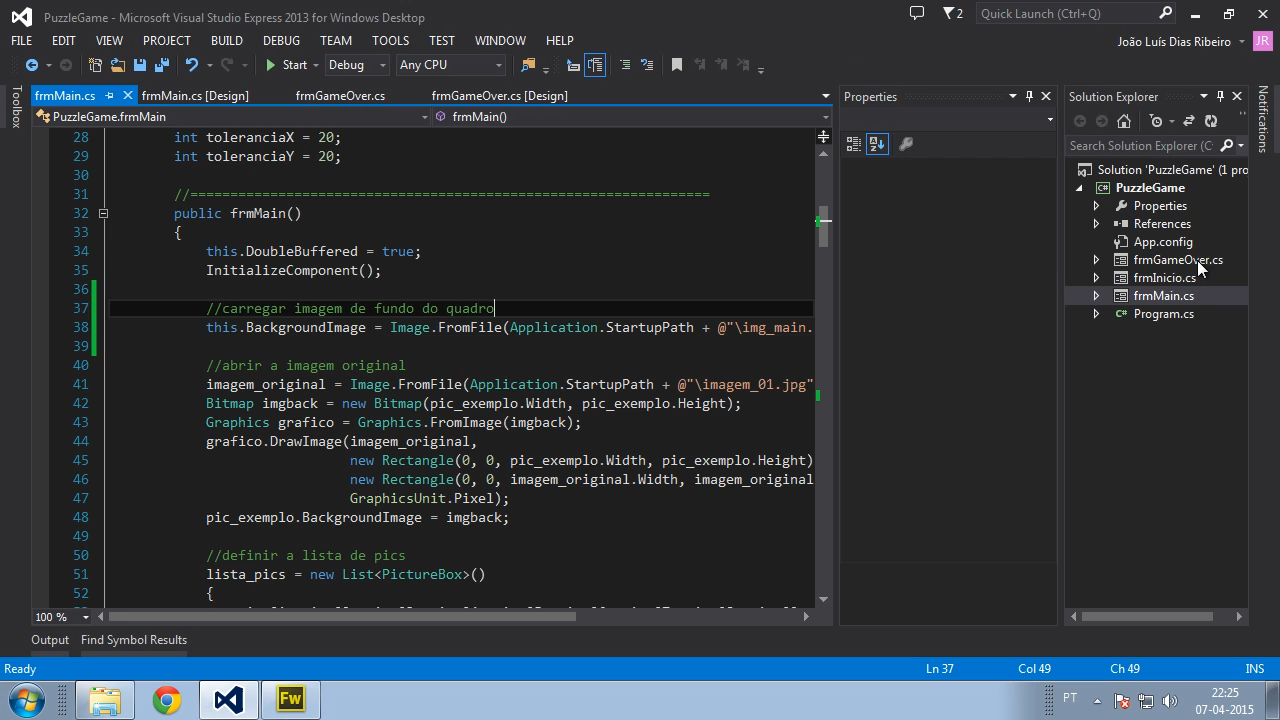 PuzzleGame - Microsoft Visual Studio Express 2013 for Windows Desktop
2
Quick Launch (Ctrl+Q)
FILE EDIT VIEW PROJECT BUILD DEBUG TEAM TOOLS TEST WINDOW HELP
João Luís Dias Ribeiro
JR
Start
Debug
Any CPU
Toolbox
frmMain.cs
frmMain.cs [Design]
frmGameOver.cs
frmGameOver.cs [Design]
PuzzleGame.frmMain
frmMain()
28 int toleranciaX = 20;
29 int toleranciaY = 20;
30
31 //=================================================================
32 public frmMain()
33 {
34 this.DoubleBuffered = true;
35 InitializeComponent();
36
37 //carregar imagem de fundo do quadro
38 this.BackgroundImage = Image.FromFile(Application.StartupPath + @"\img_main.
39
40 //abrir a imagem original
41 imagem_original = Image.FromFile(Application.StartupPath + @"\imagem_01.jpg"
42 Bitmap imgback = new Bitmap(pic_exemplo.Width, pic_exemplo.Height);
43 Graphics grafico = Graphics.FromImage(imgback);
44 grafico.DrawImage(imagem_original,
45 new Rectangle(0, 0, pic_exemplo.Width, pic_exemplo.Height)
46 new Rectangle(0, 0, imagem_original.Width, imagem_original
47 GraphicsUnit.Pixel);
48 pic_exemplo.BackgroundImage = imgback;
49
50 //definir a lista de pics
51 lista_pics = new List<PictureBox>()
52 {
100 %
Properties
Solution Explorer
Search Solution Explorer (C
Solution 'PuzzleGame' (1 pro
PuzzleGame
Properties
References
App.config
frmGameOver.cs
frmInicio.cs
frmMain.cs
Program.cs
Notifications
Output
Find Symbol Results
Ready
Ln 37
Col 49
Ch 49
INS
Fw
PT
22:25
07-04-2015